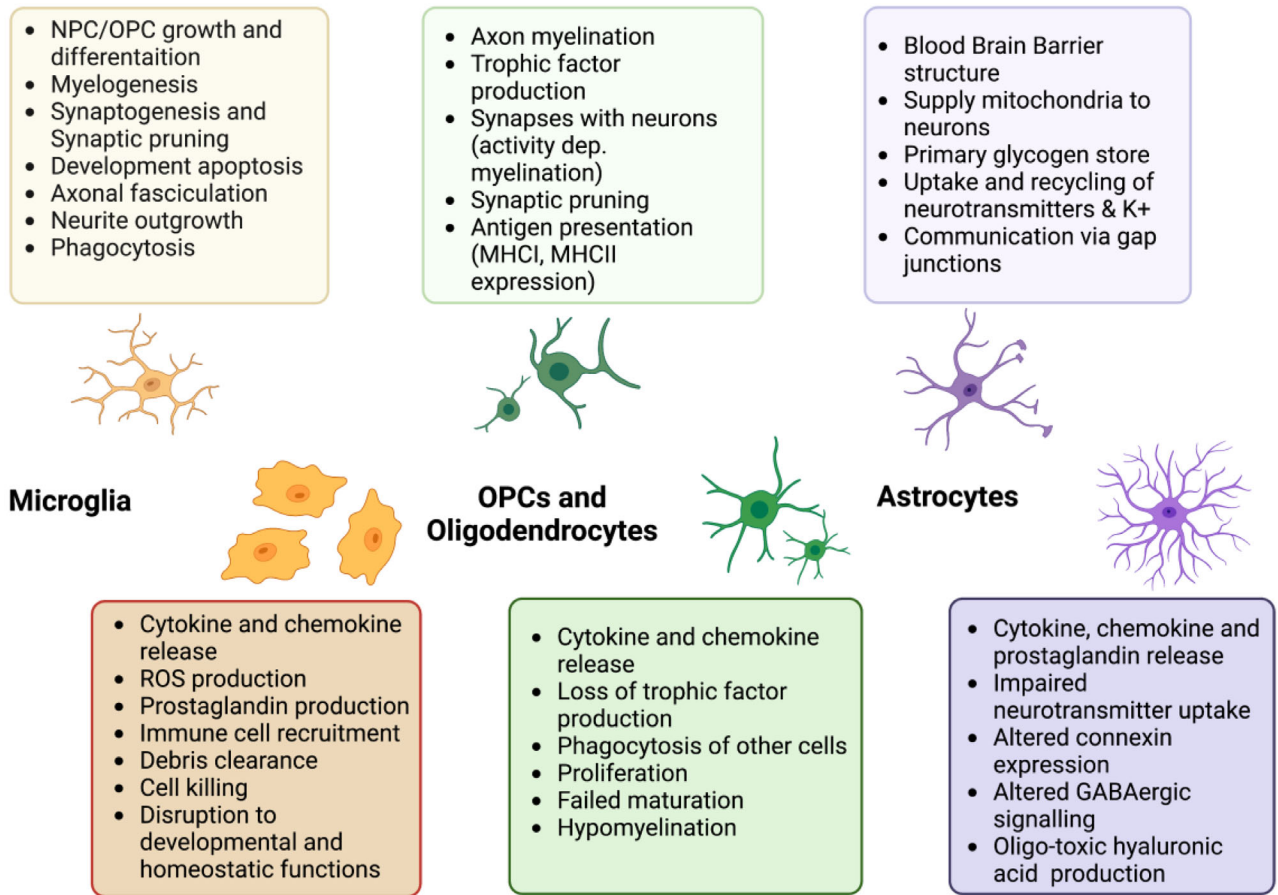 • NPC/OPC growth and
differentaition
• Myelogenesis
• Synaptogenesis and
Synaptic pruning
• Development apoptosis
• Axonal fasciculation
• Neurite outgrowth
• Phagocytosis
• Axon myelination
• Trophic factor
production
• Synapses with neurons
(activity dep.
myelination)
• Synaptic pruning
• Antigen presentation
(MHCI, MHCII
expression)
• Blood Brain Barrier
structure
• Supply mitochondria to
neurons
• Primary glycogen store
• Uptake and recycling of
neurotransmitters & K+
• Communication via gap
junctions
Microglia
OPCs and
Oligodendrocytes
Astrocytes
• Cytokine and chemokine
release
• ROS production
• Prostaglandin production
• Immune cell recruitment
• Debris clearance
• Cell killing
• Disruption to
developmental and
homeostatic functions
• Cytokine and chemokine
release
• Loss of trophic factor
production
• Phagocytosis of other cells
• Proliferation
• Failed maturation
• Hypomyelination
• Cytokine, chemokine and
prostaglandin release
• Impaired
neurotransmitter uptake
• Altered connexin
expression
• Altered GABAergic
signalling
• Oligo-toxic hyaluronic
acid production